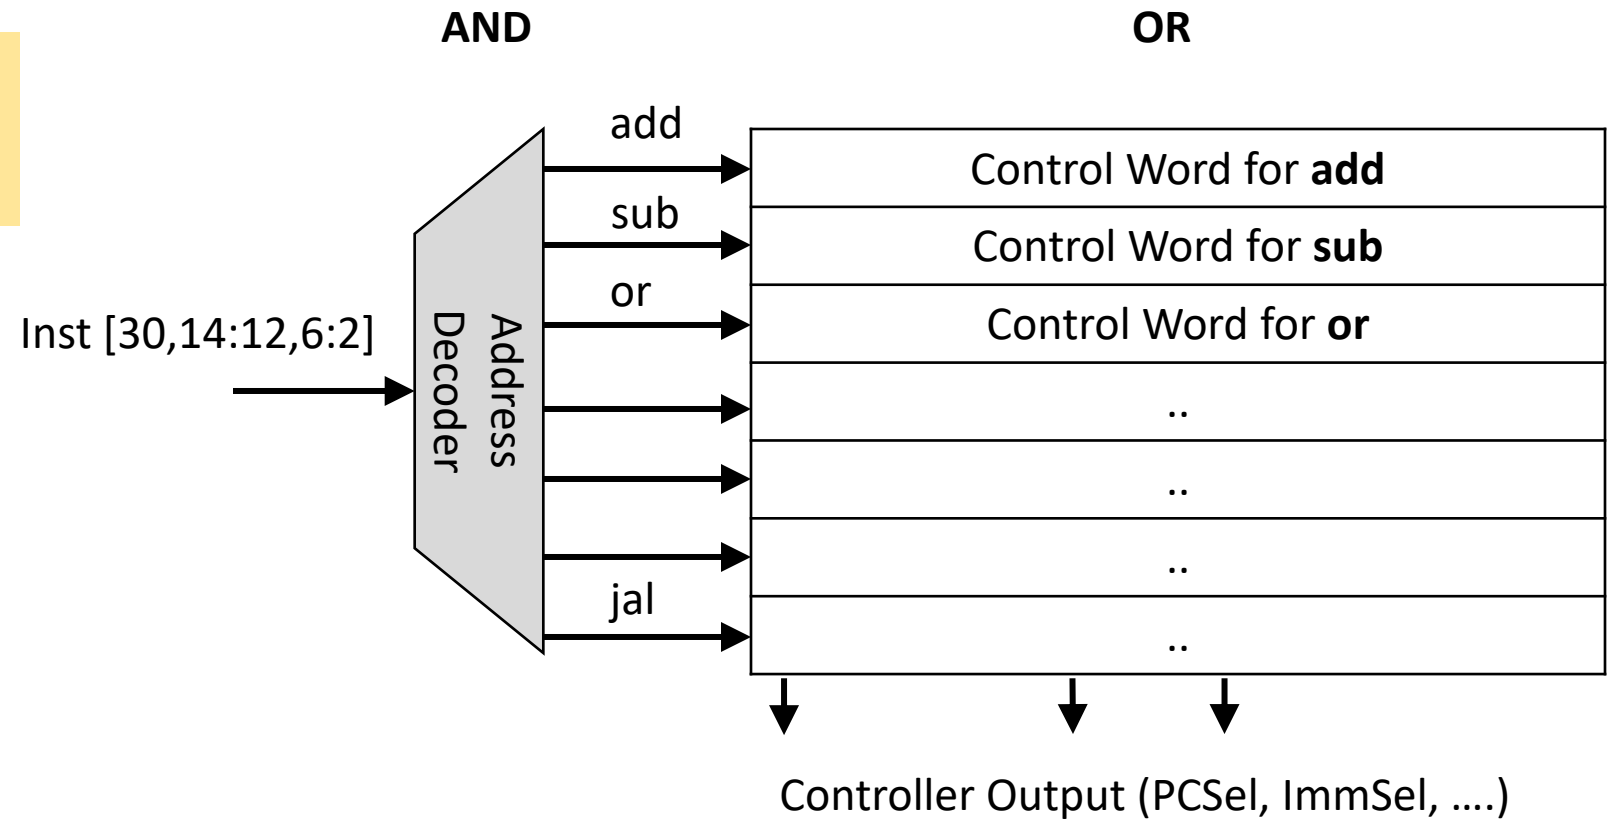 AND
OR
add
Control Word for add
sub
Control Word for sub
or
Control Word for or
Inst [30,14:12,6:2]
Address
Decoder
..
..
..
jal
..
Controller Output (PCSel, ImmSel, ....)